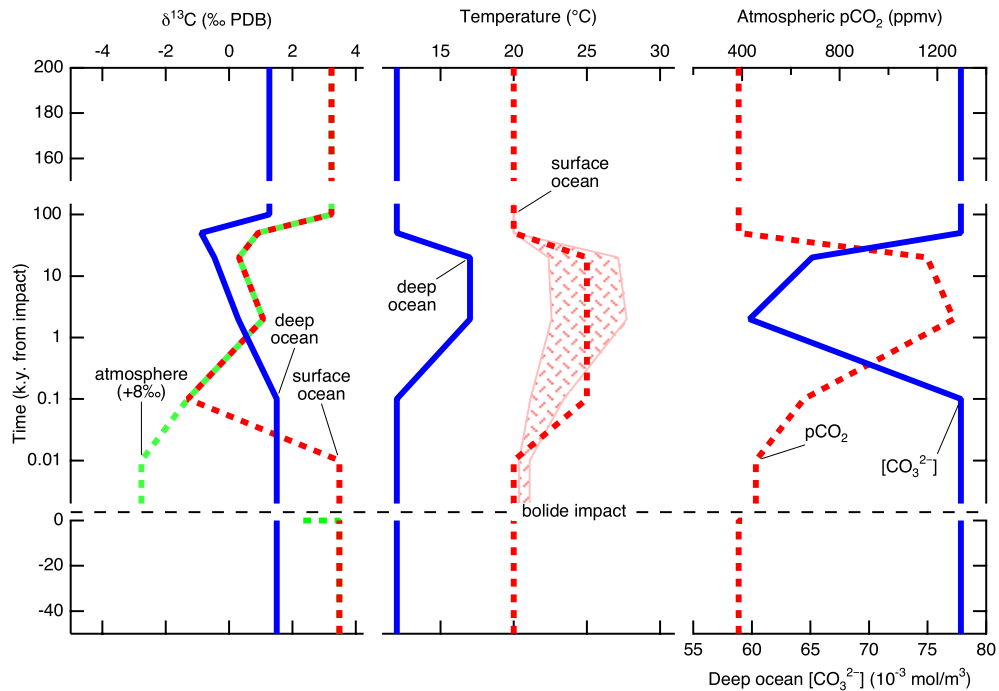 δ¹³C (‰ PDB)
Temperature (°C)
Atmospheric pCO₂ (ppmv)
-4 -2 0 2 4
15 20 25 30
400 800 1200
200
180
160
100
10
1
0.1
0.01
0
-20
-40
Time (k.y. from impact)
surface
ocean
deep
ocean
deep
ocean
atmosphere
(+8‰)
surface
ocean
pCO₂
[CO₃²⁻]
bolide impact
55 60 65 70 75 80
Deep ocean [CO₃²⁻] (10⁻³ mol/m³)